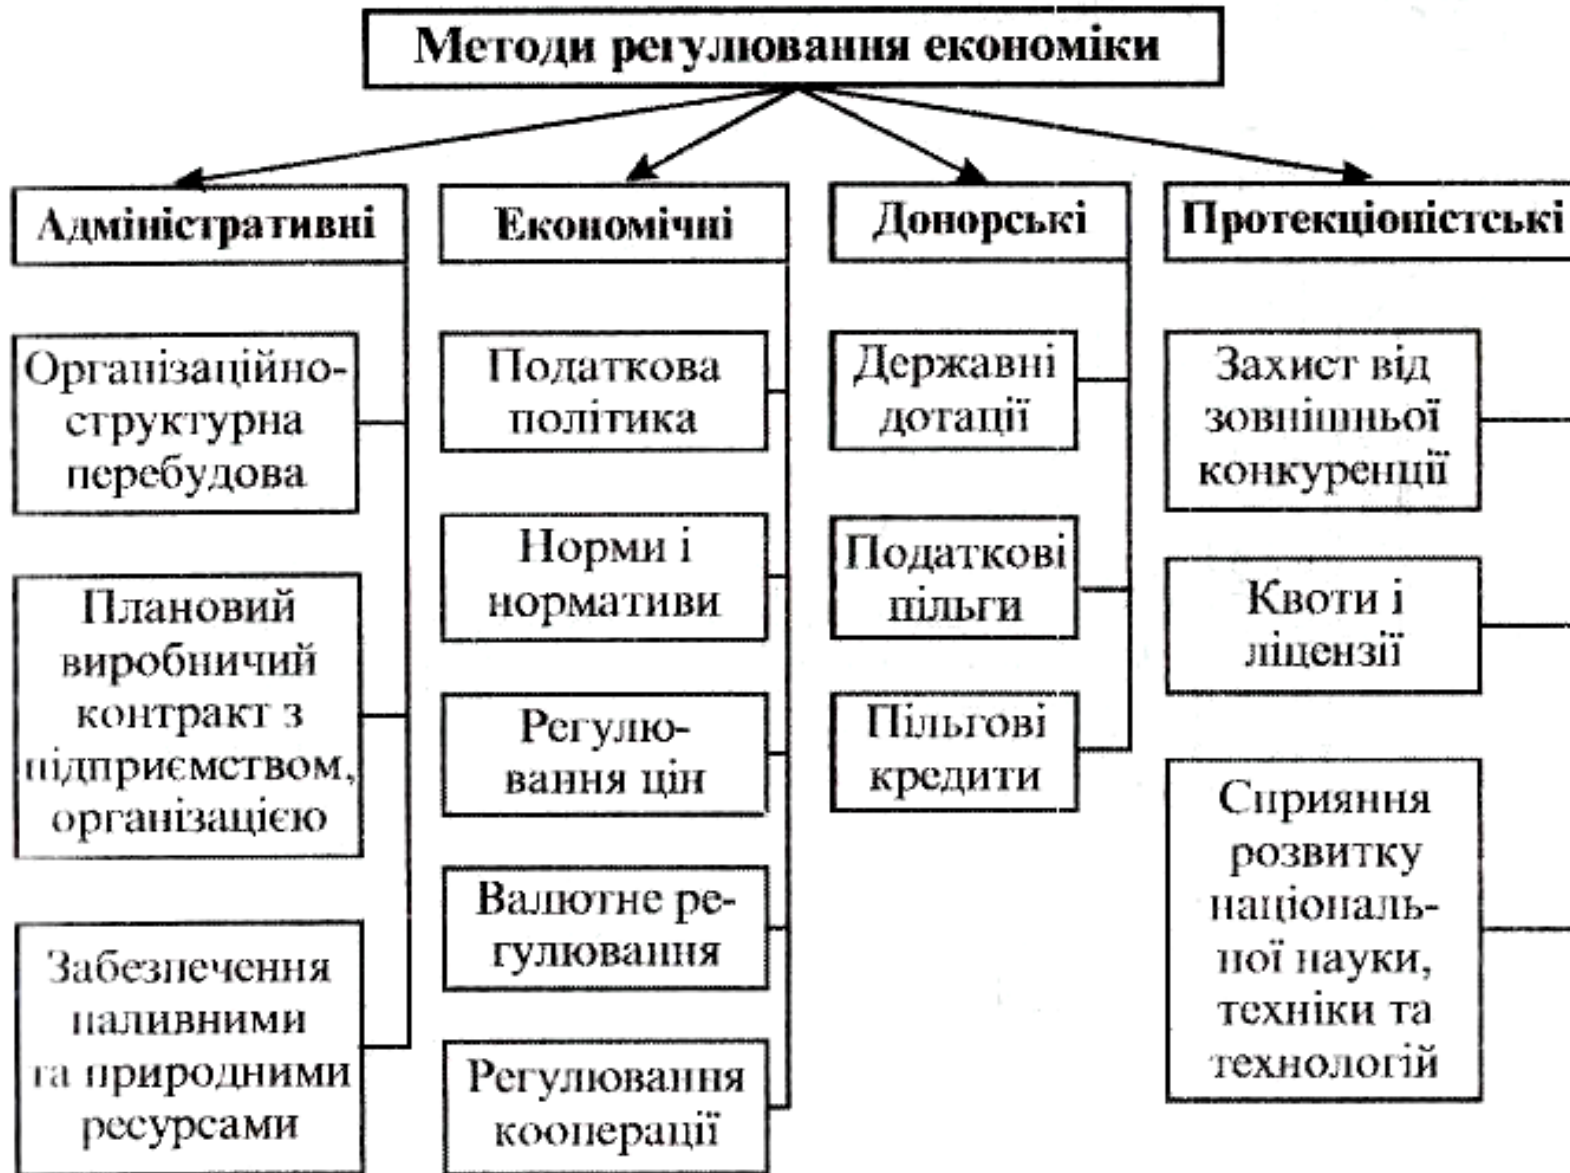 Методи регулювання економіки
Адміністративні
Організаційно-
структурна
перебудова
Плановий
виробничий
контракт з
підприємством,
організацією
Забезпечення
паливними
та природними
ресурсами
Економічні
Податкова
політика
Норми і
нормативи
Регулю-
вання цін
Валютне ре-
гулювання
Регулювання
кооперації
Донорські
Державні
дотації
Податкові
пільги
Пільгові
кредити
Протекціоністські
Захист від
зовнішньої
конкуренції
Квоти і
ліцензії
Сприяння
розвитку
національ-
ної науки,
техніки та
технологій